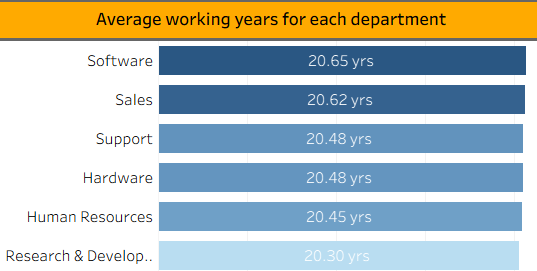 Average working years for each department
Software 20.65 yrs
Sales 20.62 yrs
Support 20.48 yrs
Hardware 20.48 yrs
Human Resources 20.45 yrs
Research & Develop.. 20.30 yrs